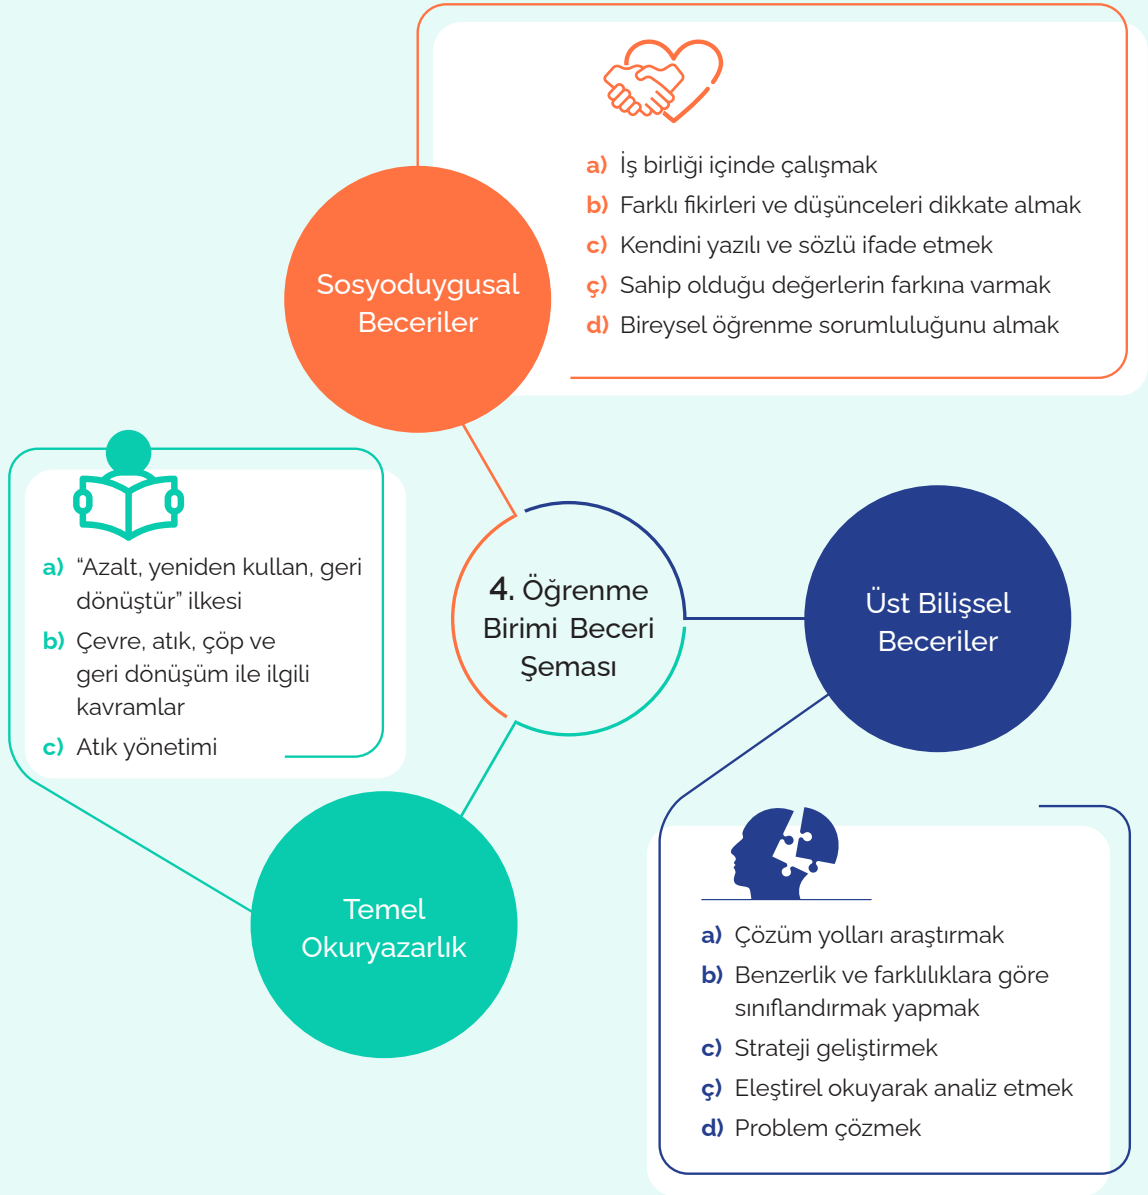 a) İş birliği içinde çalışmak
b) Farklı fikirleri ve düşünceleri dikkate almak
c) Kendini yazılı ve sözlü ifade etmek
ç) Sahip olduğu değerlerin farkına varmak
d) Bireysel öğrenme sorumluluğunu almak
Sosyoduygusal
Beceriler
a) “Azalt, yeniden kullan, geri
dönüştür” ilkesi
b) Çevre, atık, çöp ve
geri dönüşüm ile ilgili
kavramlar
c) Atık yönetimi
4. Öğrenme
Birimi Beceri
Şeması
Üst Bilişsel
Beceriler
Temel
Okuryazarlık
a) Çözüm yolları araştırmak
b) Benzerlik ve farklılıklara göre
sınıflandırmak yapmak
c) Strateji geliştirmek
ç) Eleştirel okuyarak analiz etmek
d) Problem çözmek